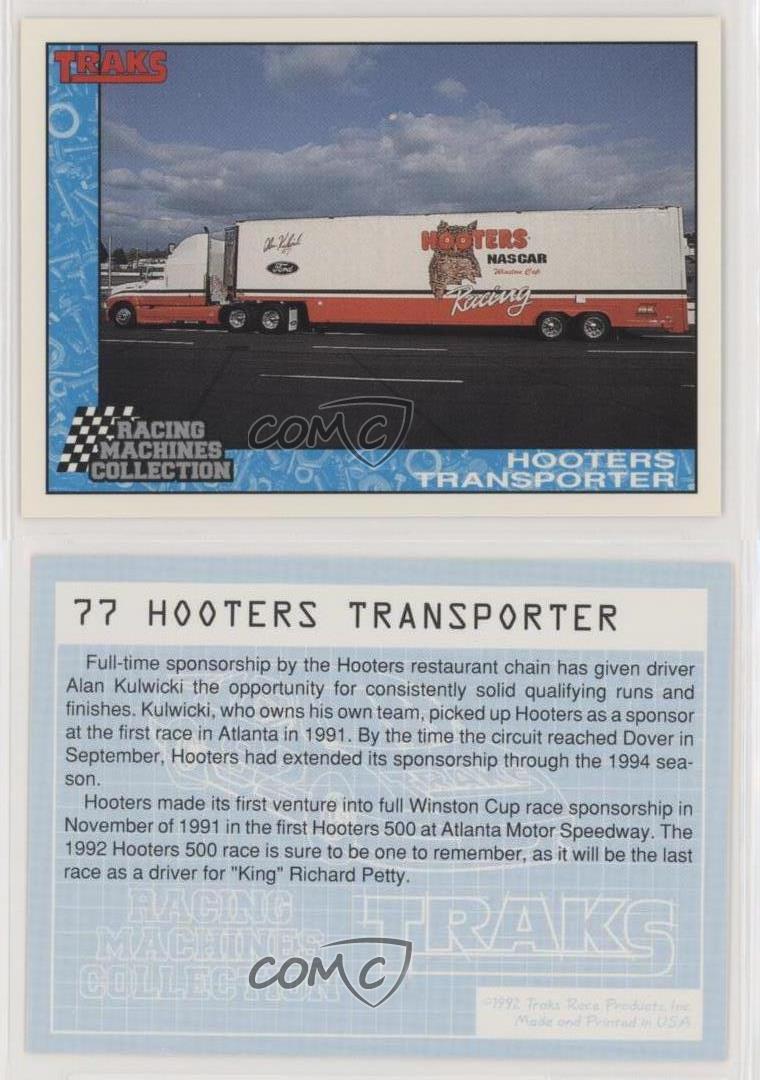 TRAKS
Alan Kulwicki
Ford
HOOTERS
NASCAR
Winston Cup
Racing
RACING
MACHINES
COLLECTION
COMC
HOOTERS
TRANSPORTER
77 HOOTERS TRANSPORTER
Full-time sponsorship by the Hooters restaurant chain has given driver
Alan Kulwicki the opportunity for consistently solid qualifying runs and
finishes. Kulwicki, who owns his own team, picked up Hooters as a sponsor
at the first race in Atlanta in 1991. By the time the circuit reached Dover in
September, Hooters had extended its sponsorship through the 1994 sea-
son.
Hooters made its first venture into full Winston Cup race sponsorship in
November of 1991 in the first Hooters 500 at Atlanta Motor Speedway. The
1992 Hooters 500 race is sure to be one to remember, as it will be the last
race as a driver for "King" Richard Petty.
RACING
MACHINES
COLLECTION
TRAKS
COMC
©1992 Traks Race Products, Inc.
Made and Printed in USA